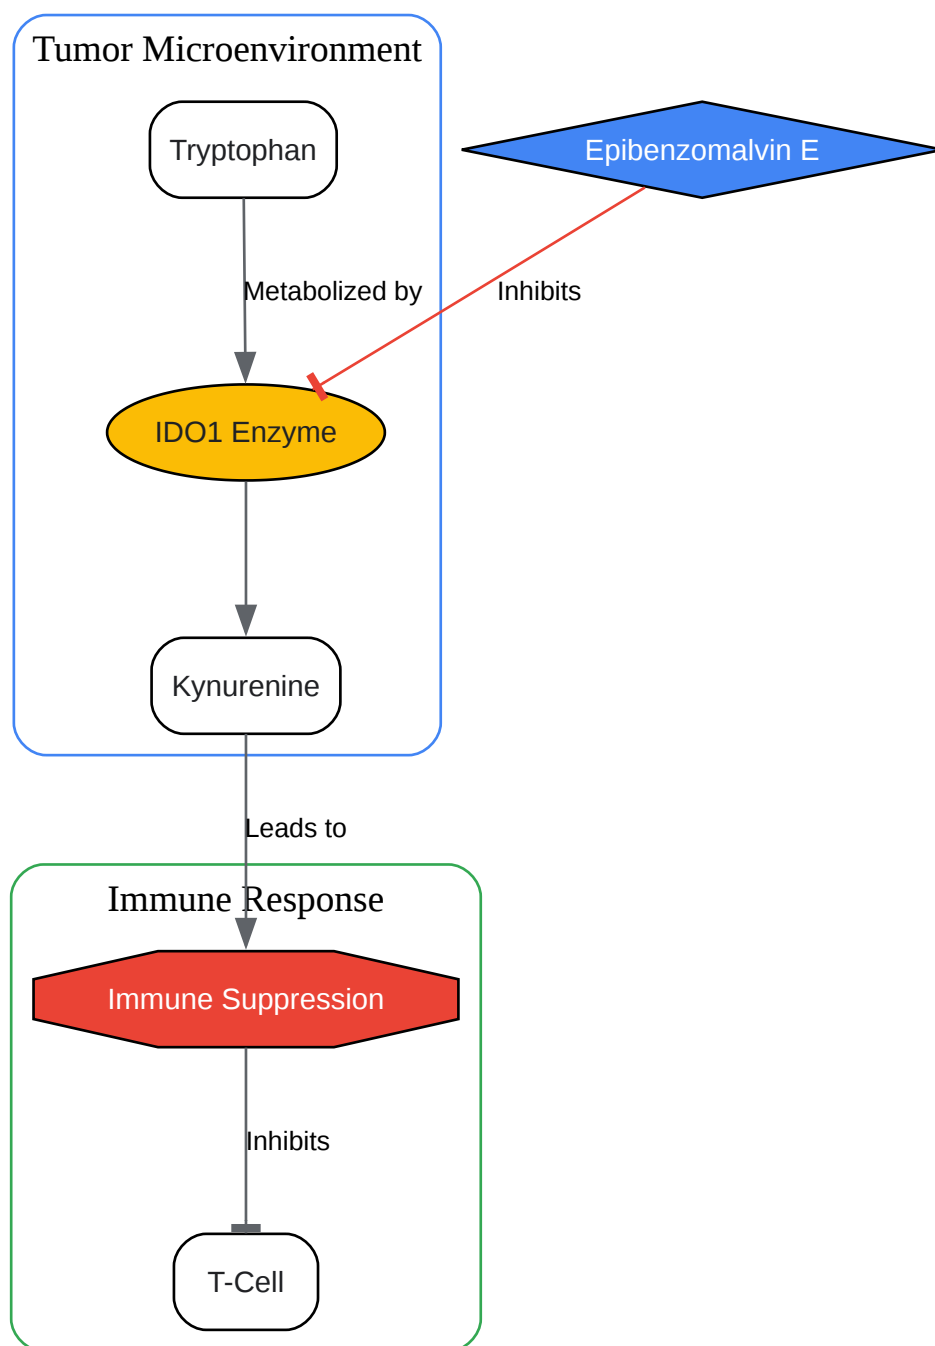 Tumor Microenvironment
Tryptophan
Epibenzomalvin E
Metabolized by
Inhibits
IDO1 Enzyme
Kynurenine
Leads to
Immune Response
Immune Suppression
Inhibits
T-Cell